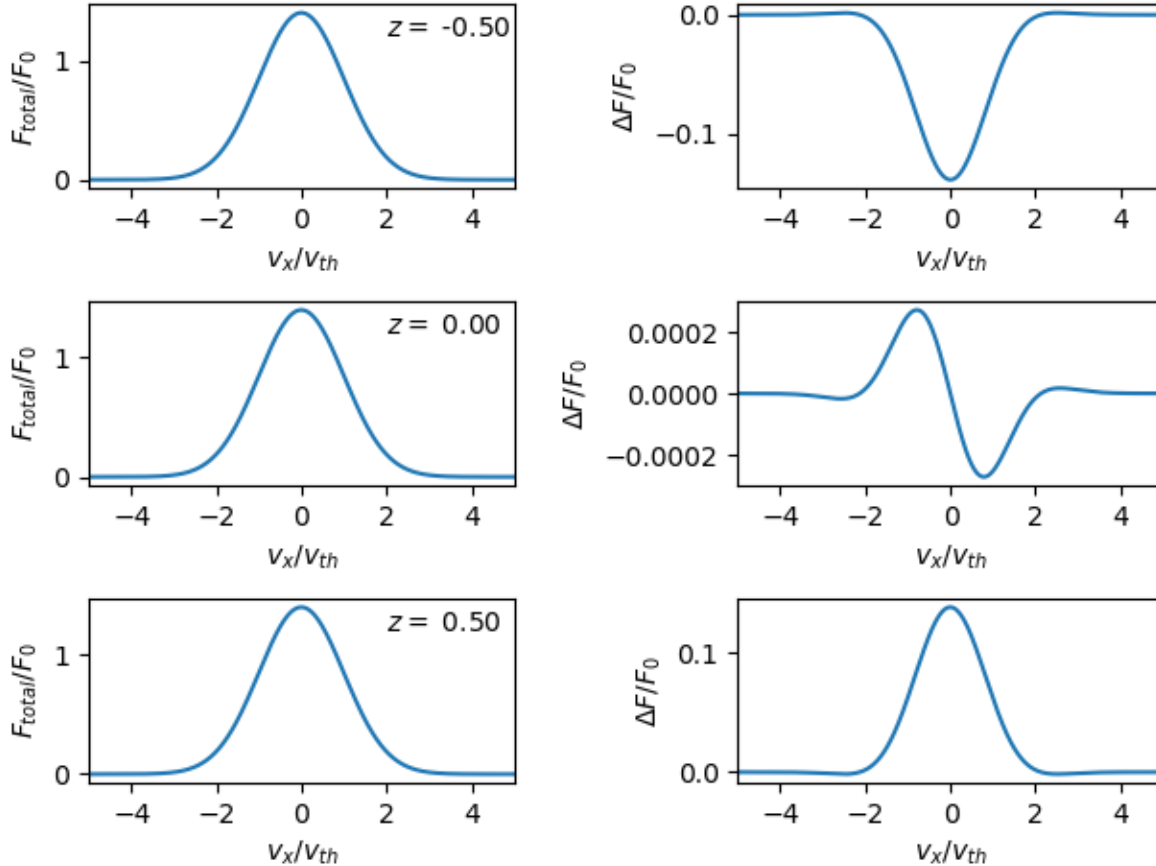 F_total/F_0
1
0
z = -0.50
−4 −2 0 2 4
v_x/v_th
ΔF/F_0
0.0
−0.1
−4 −2 0 2 4
v_x/v_th
F_total/F_0
1
0
z = 0.00
−4 −2 0 2 4
v_x/v_th
ΔF/F_0
0.0002
0.0000
−0.0002
−4 −2 0 2 4
v_x/v_th
F_total/F_0
1
0
z = 0.50
−4 −2 0 2 4
v_x/v_th
ΔF/F_0
0.1
0.0
−4 −2 0 2 4
v_x/v_th